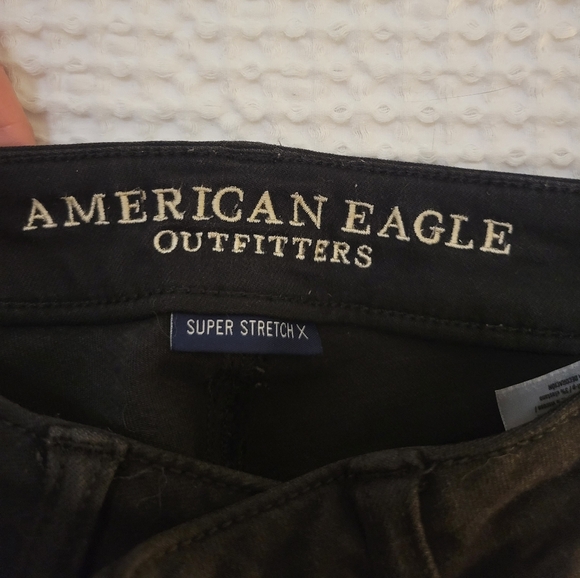 AMERICAN EAGLE
OUTFITTERS
SUPER STRETCH X